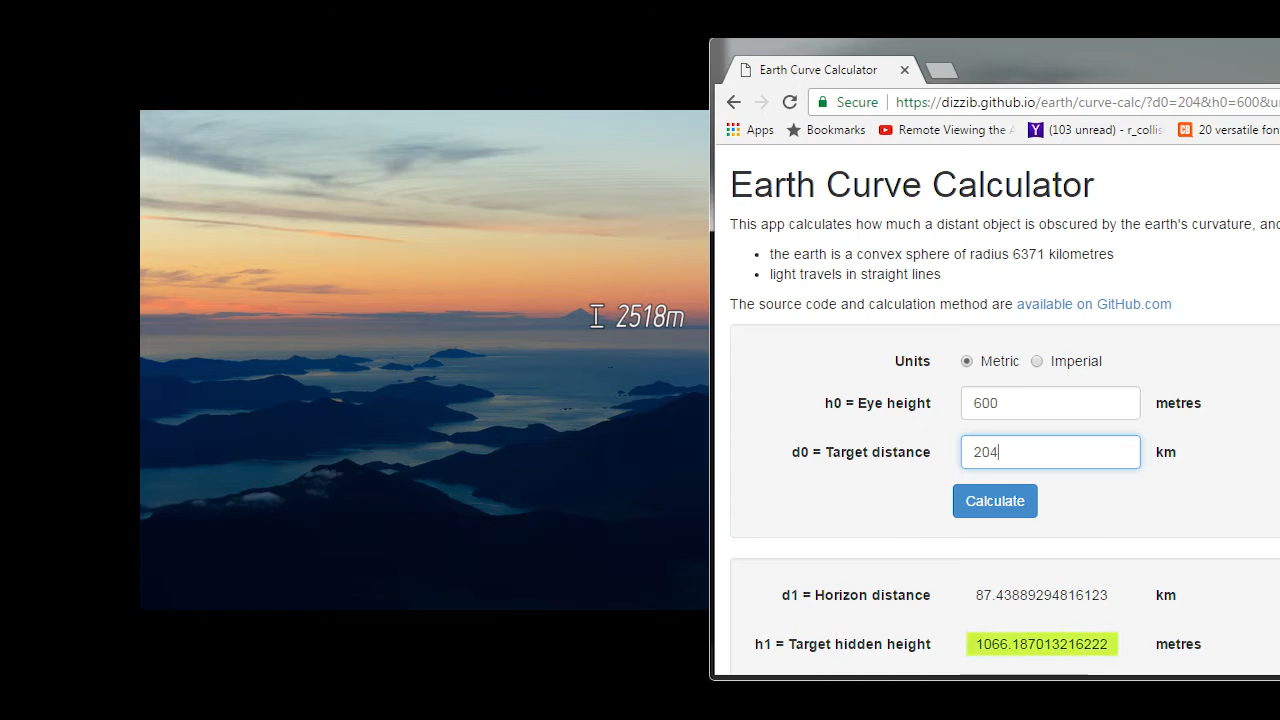 2518m
Earth Curve Calculator
Secure https://dizzib.github.io/earth/curve-calc/?d0=204&h0=600&u
Apps Bookmarks Remote Viewing the (103 unread) - r_collis 20 versatile fon
Earth Curve Calculator
This app calculates how much a distant object is obscured by the earth's curvature, and
• the earth is a convex sphere of radius 6371 kilometres
• light travels in straight lines
The source code and calculation method are available on GitHub.com
Units Metric Imperial
h0 = Eye height 600 metres
d0 = Target distance 204 km
Calculate
d1 = Horizon distance 87.43889294816123 km
h1 = Target hidden height 1066.187013216222 metres